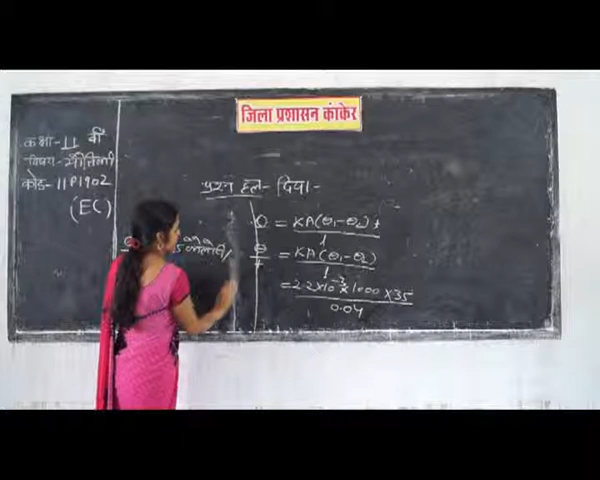 जिला प्रशासन कांकेर
कक्षा-11 वीं
विषय-भौतिकी
कोड-11P1902
(EC)
प्रश्न हल- दिया-
Q = KA(θ₁-θ₂)t / l
Q/t = KA(θ₁-θ₂) / l
= 2.2×10⁻³×1000×35 / 0.04